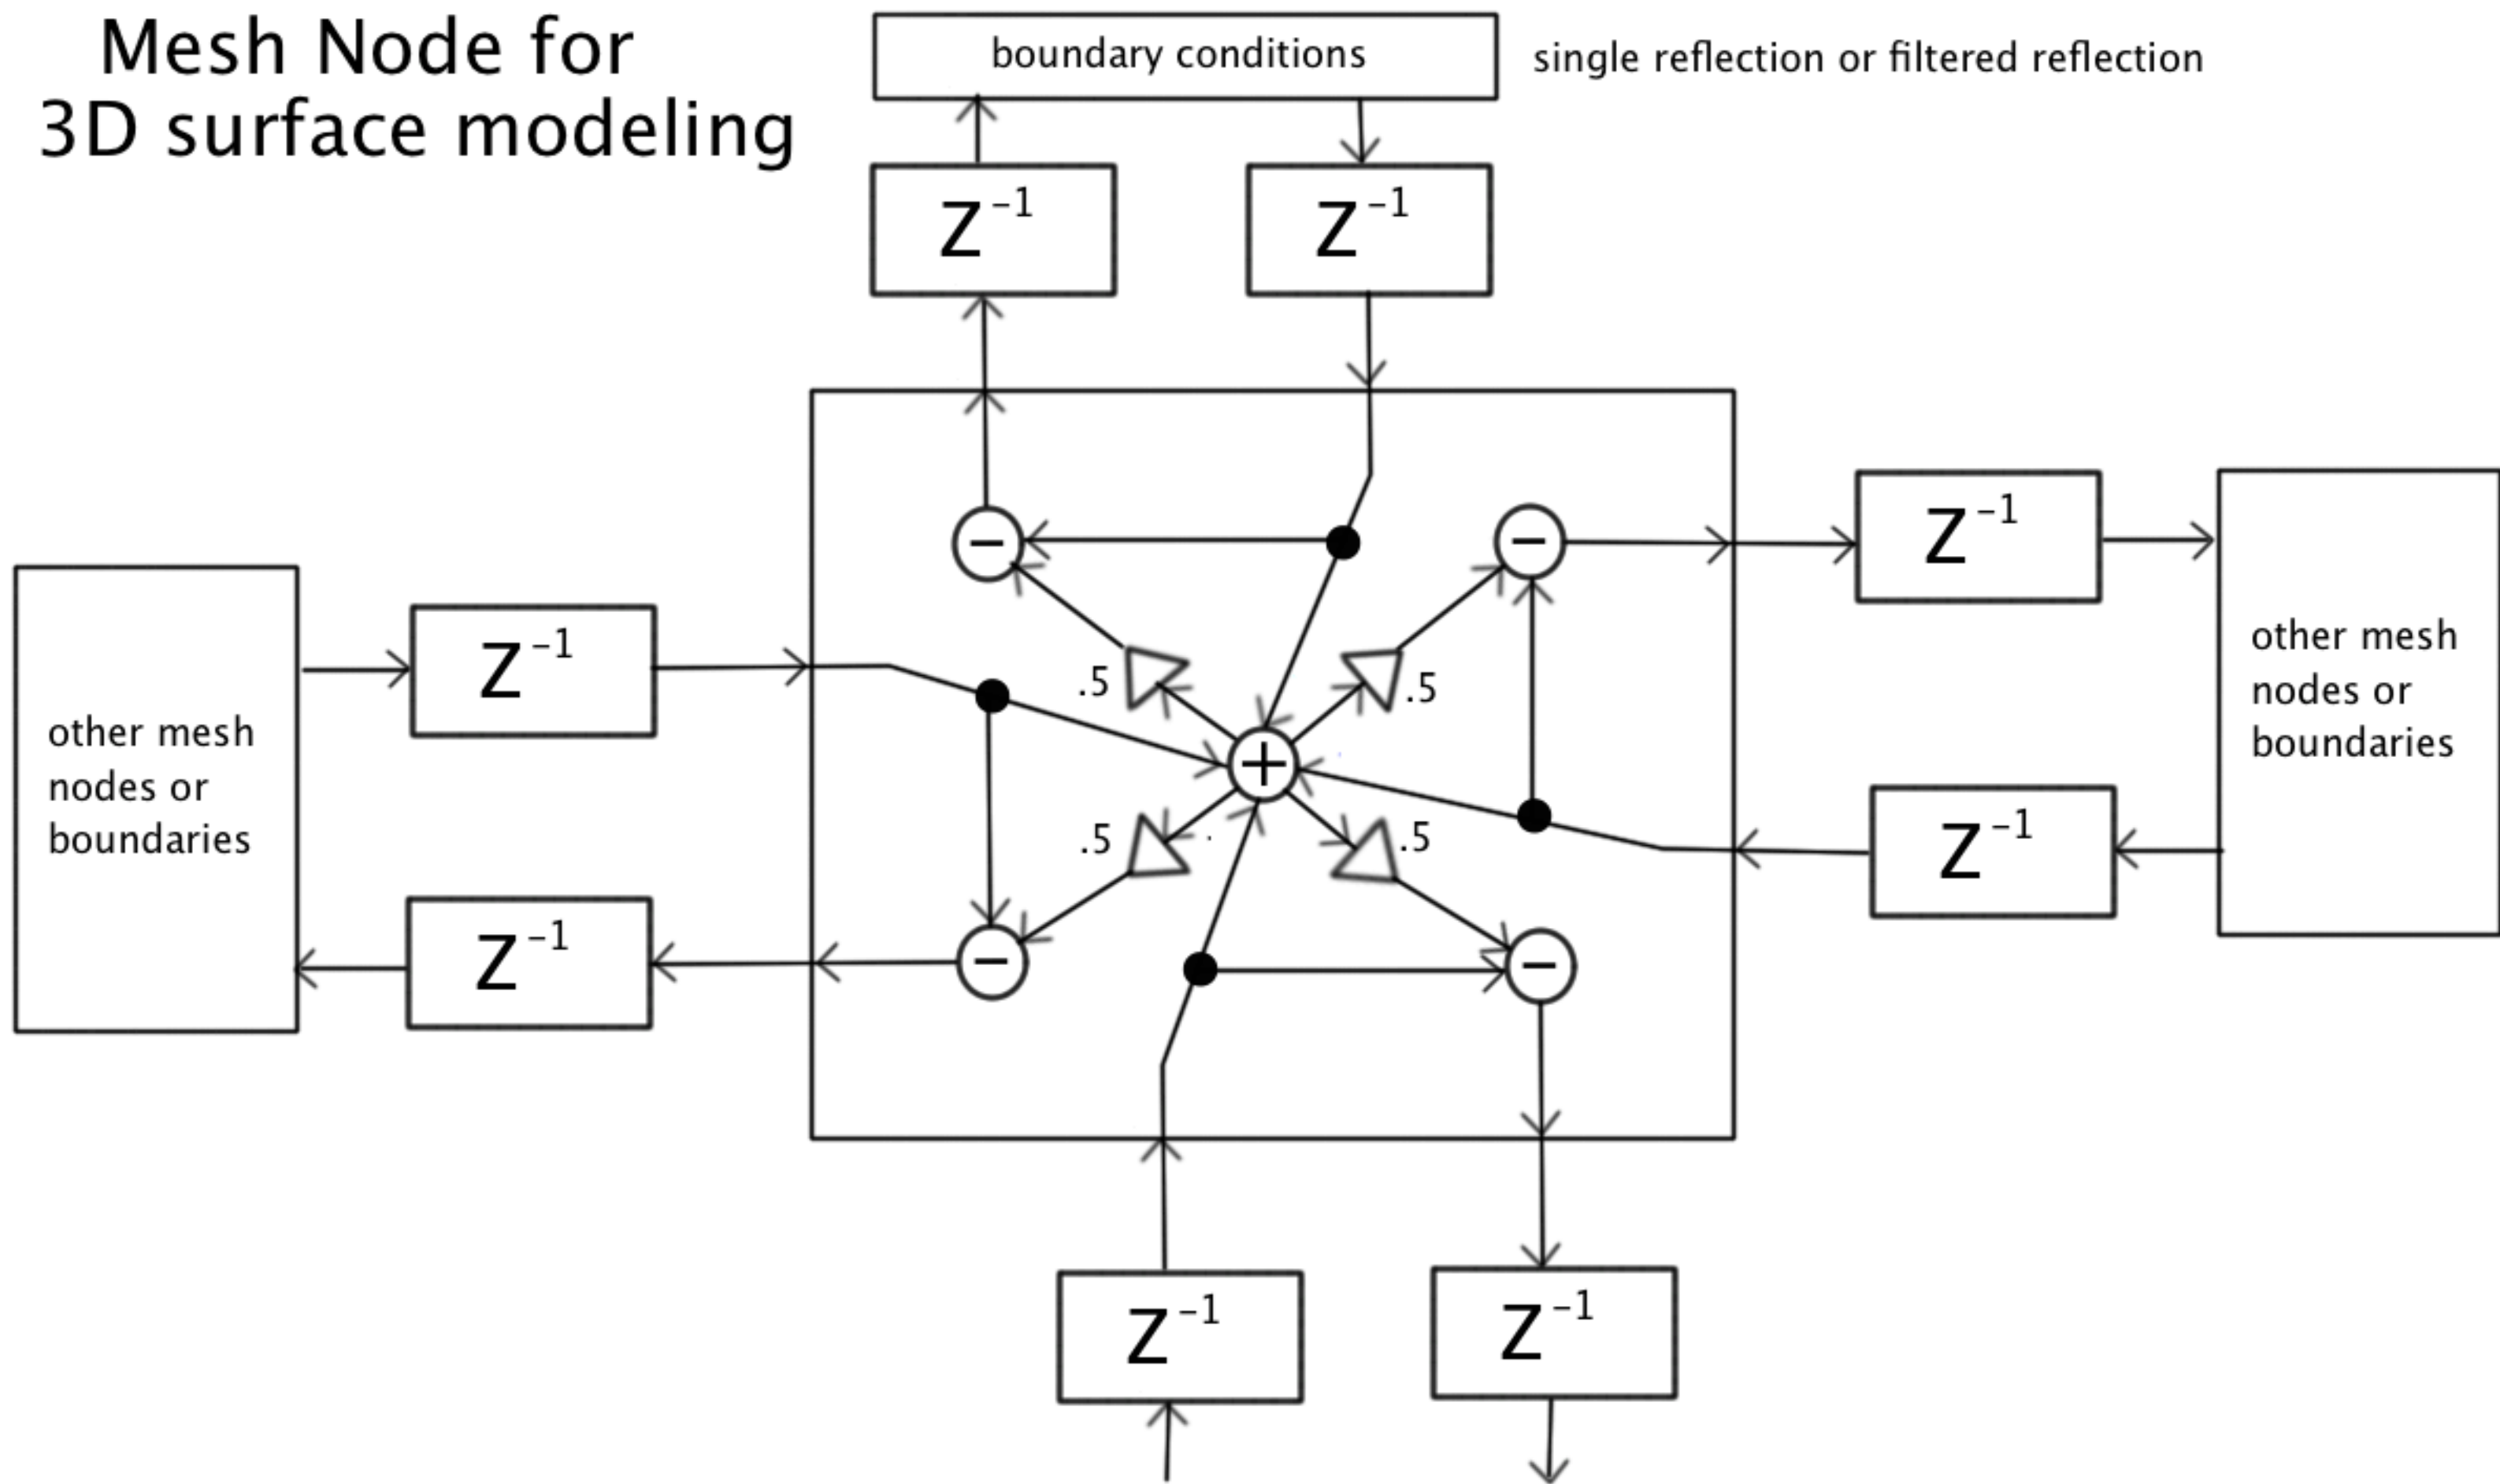 Mesh Node for
3D surface modeling
boundary conditions
single reflection or filtered reflection
Z⁻¹
Z⁻¹
−
−
Z⁻¹
other mesh
nodes or
boundaries
Z⁻¹
.5
.5
other mesh
nodes or
boundaries
+
.5
.5
Z⁻¹
Z⁻¹
−
−
Z⁻¹
Z⁻¹